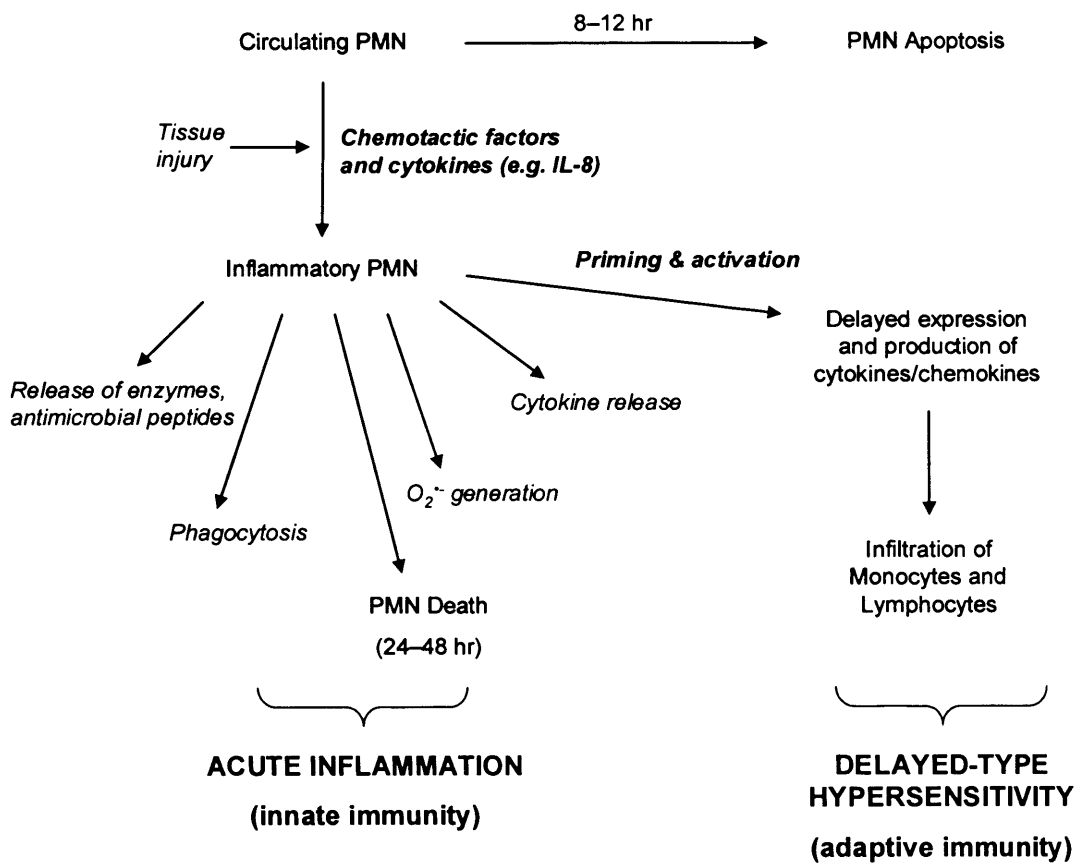 8–12 hr
Circulating PMN
PMN Apoptosis
Tissue
injury
Chemotactic factors
and cytokines (e.g. IL-8)
Inflammatory PMN
Priming & activation
Delayed expression
and production of
cytokines/chemokines
Release of enzymes,
antimicrobial peptides
Cytokine release
O₂•- generation
Phagocytosis
Infiltration of
Monocytes and
Lymphocytes
PMN Death
(24–48 hr)
ACUTE INFLAMMATION
(innate immunity)
DELAYED-TYPE
HYPERSENSITIVITY
(adaptive immunity)